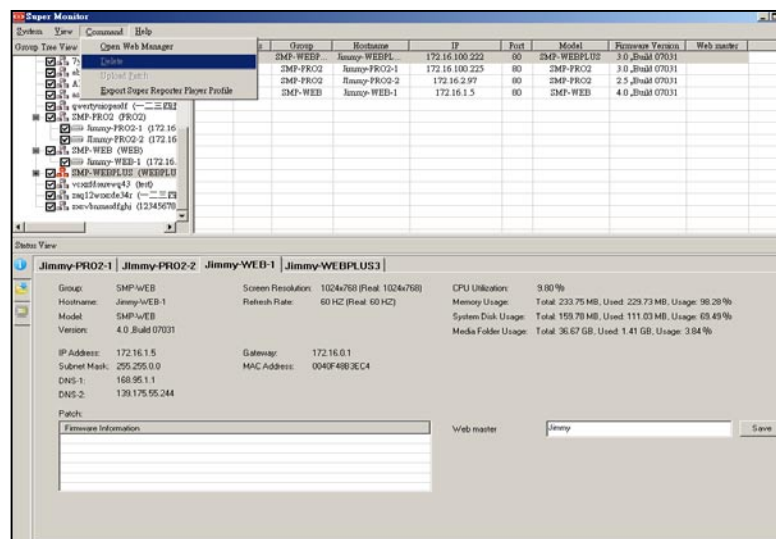 Super Monitor
System View Command Help
Group Tree View
Open Web Manager
Delete
Upload Patch
Export Super Reporter Player Profile
Group Hostname IP Port Model Firmware Version Web master
SMP-WEBP... Jimmy-WEBPL... 172.16.100.222 80 SMP-WEBPLUS 3.0 ,Build 07031
SMP-PRO2 Jimmy-PRO2-1 172.16.100.225 80 SMP-PRO2 3.0 ,Build 07031
SMP-PRO2 Jimmy-PRO2-2 172.16.2.97 80 SMP-PRO2 2.5 ,Build 07031
SMP-WEB Jimmy-WEB-1 172.16.1.5 80 SMP-WEB 4.0 ,Build 07031
SMP-PRO2 (PRO2)
Jimmy-PRO2-1 (172.16
Jimmy-PRO2-2 (172.16
SMP-WEB (WEB)
Jimmy-WEB-1 (172.16.
SMP-WEBPLUS (WEBPLU
Status View
Jimmy-PRO2-1 Jimmy-PRO2-2 Jimmy-WEB-1 Jimmy-WEBPLUS3
Group: SMP-WEB Screen Resolution: 1024x768 (Real: 1024x768) CPU Utilization: 9.80 %
Hostname: Jimmy-WEB-1 Refresh Rate: 60 HZ (Real: 60 HZ) Memory Usage: Total: 233.75 MB, Used: 229.73 MB, Usage: 98.28 %
Model: SMP-WEB System Disk Usage: Total: 159.78 MB, Used: 111.03 MB, Usage: 69.49 %
Version: 4.0 ,Build 07031 Media Folder Usage: Total: 36.67 GB, Used: 1.41 GB, Usage: 3.84 %
IP Address: 172.16.1.5 Gateway: 172.16.0.1
Subnet Mask: 255.255.0.0 MAC Address: 0040F48B3EC4
DNS-1: 168.95.1.1
DNS-2: 139.175.55.244
Patch:
Firmware Information
Web master Jimmy Save